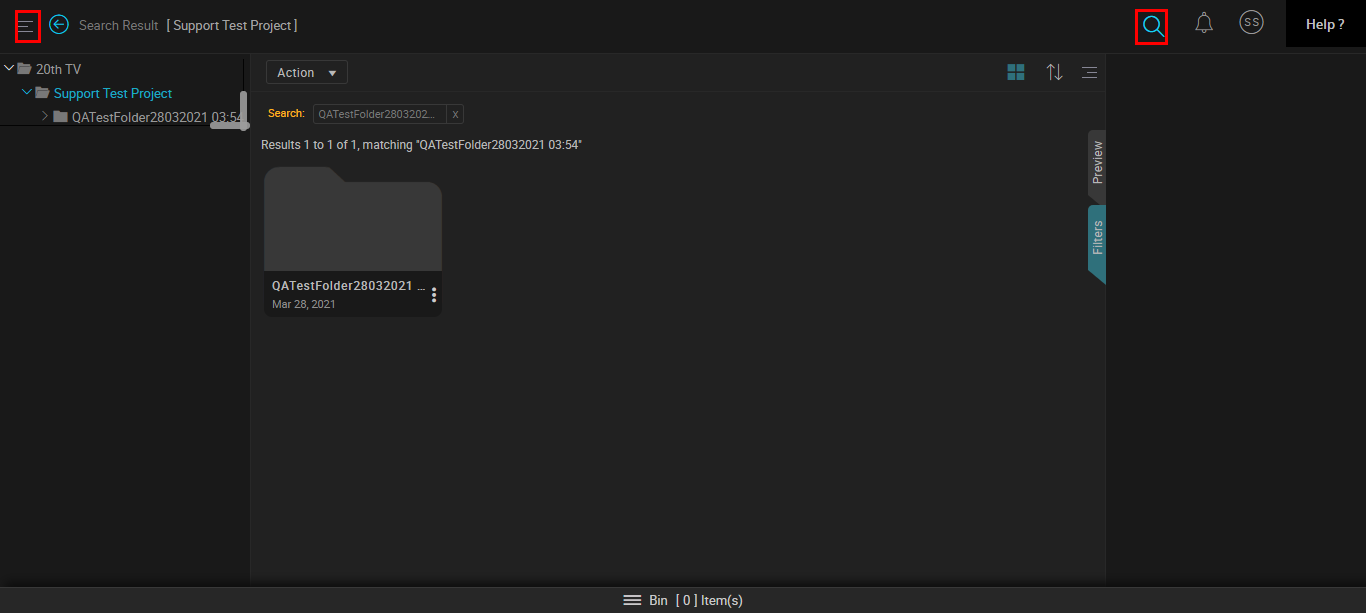 Search Result [ Support Test Project ]
SS
Help ?
20th TV
Support Test Project
QATestFolder28032021 03:54
Action
Search: QATestFolder2803202... X
Results 1 to 1 of 1, matching "QATestFolder28032021 03:54"
QATestFolder28032021 ...
Mar 28, 2021
Preview
Filters
Bin [ 0 ] Item(s)